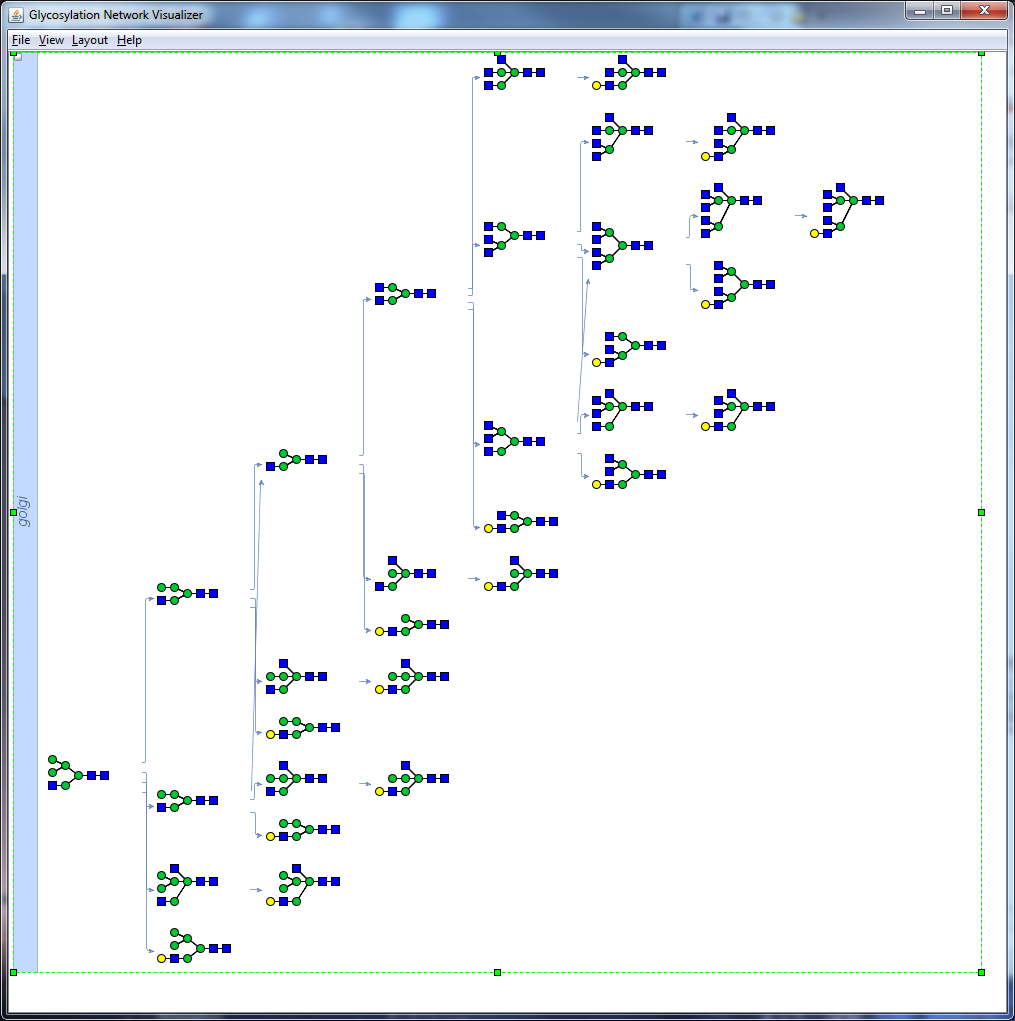 Glycosylation Network Visualizer
File View Layout Help
golgi